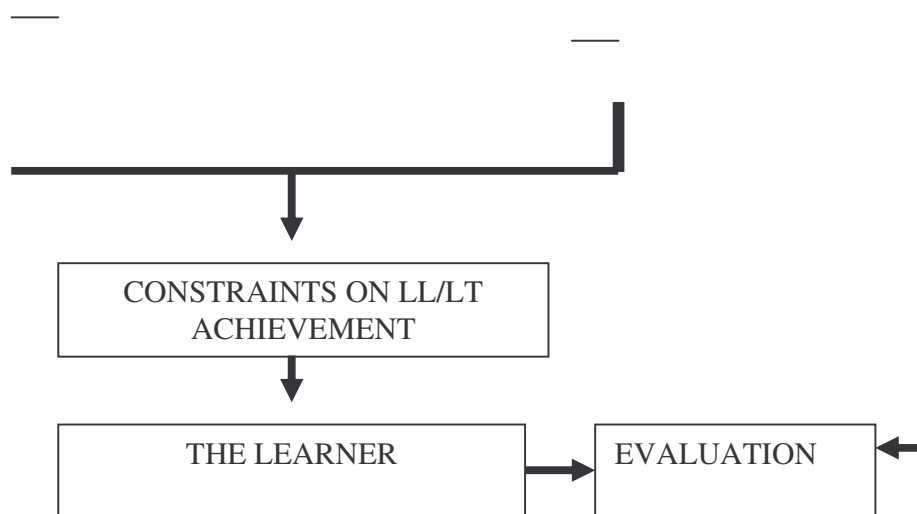 CONSTRAINTS ON LL/LT
ACHIEVEMENT
THE LEARNER
EVALUATION